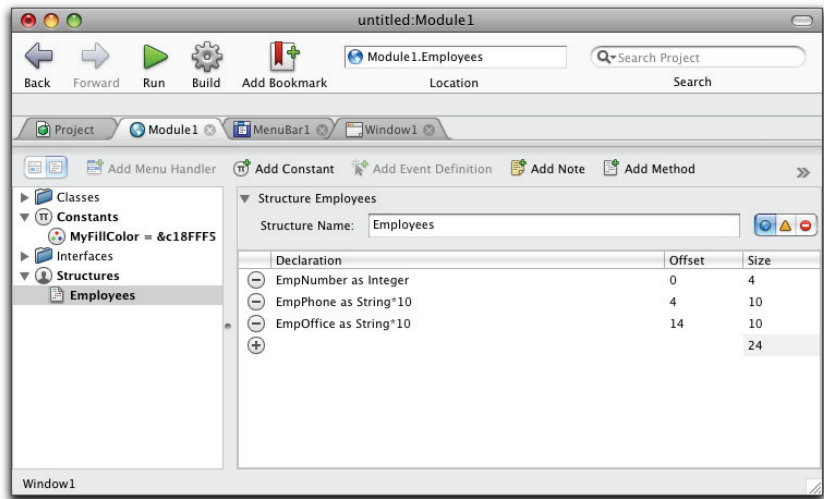 untitled:Module1
Module1.Employees
Search Project
Back Forward Run Build Add Bookmark Location Search
Project Module1 MenuBar1 Window1
Add Menu Handler π Add Constant Add Event Definition Add Note Add Method »
Classes
π Constants
MyFillColor = &c18FFF5
Interfaces
Structures
Employees
Structure Employees
Structure Name: Employees
Declaration Offset Size
EmpNumber as Integer 0 4
EmpPhone as String*10 4 10
EmpOffice as String*10 14 10
24
Window1